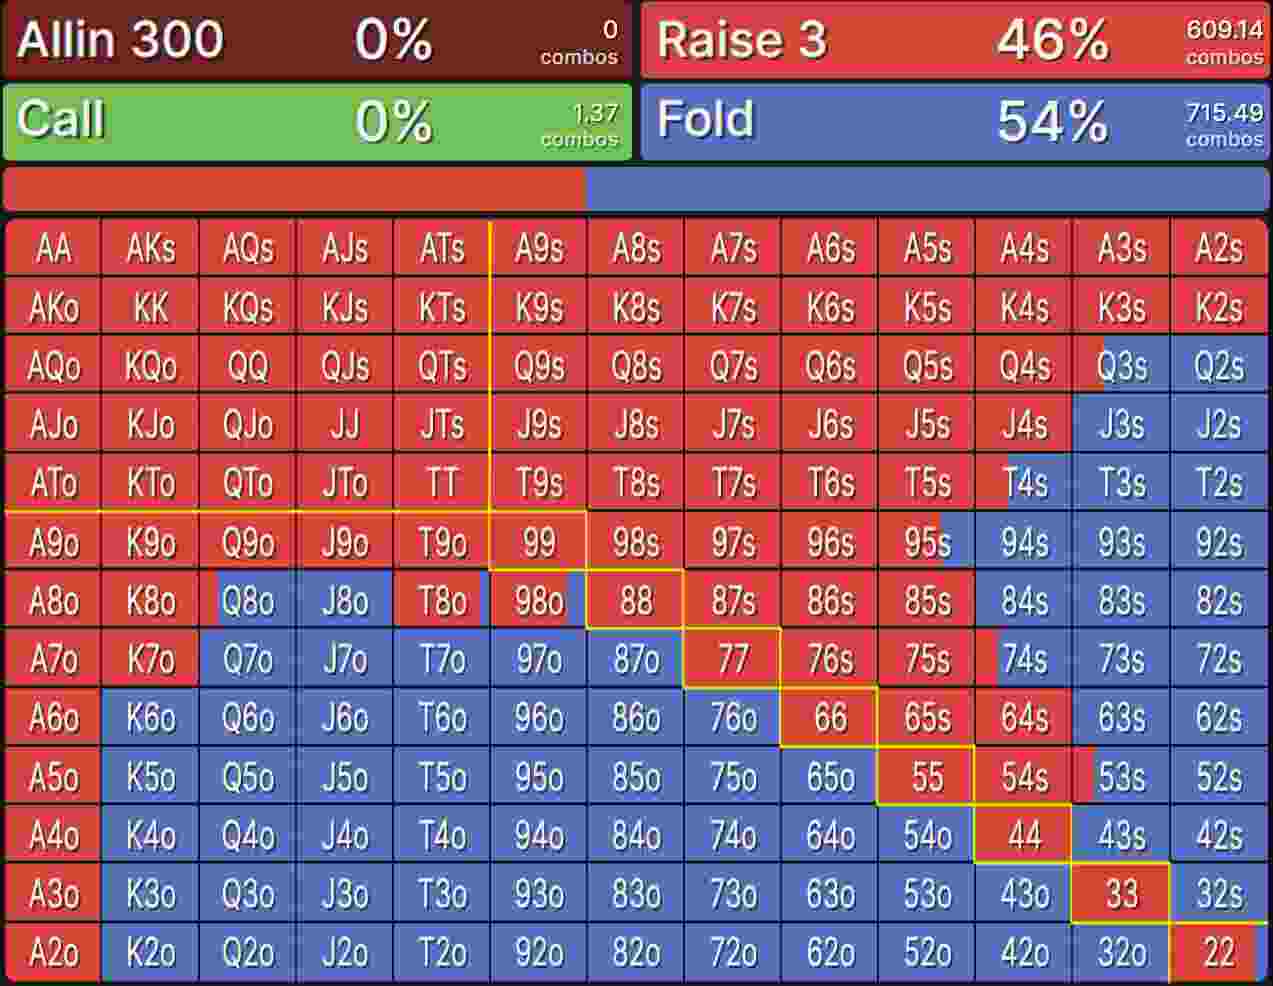 Allin 300 0% 0 combos Raise 3 46% 609.14 combos
Call 0% 1.37 combos Fold 54% 715.49 combos
AA AKs AQs AJs ATs A9s A8s A7s A6s A5s A4s A3s A2s
AKo KK KQs KJs KTs K9s K8s K7s K6s K5s K4s K3s K2s
AQo KQo QQ QJs QTs Q9s Q8s Q7s Q6s Q5s Q4s Q3s Q2s
AJo KJo QJo JJ JTs J9s J8s J7s J6s J5s J4s J3s J2s
ATo KTo QTo JTo TT T9s T8s T7s T6s T5s T4s T3s T2s
A9o K9o Q9o J9o T9o 99 98s 97s 96s 95s 94s 93s 92s
A8o K8o Q8o J8o T8o 98o 88 87s 86s 85s 84s 83s 82s
A7o K7o Q7o J7o T7o 97o 87o 77 76s 75s 74s 73s 72s
A6o K6o Q6o J6o T6o 96o 86o 76o 66 65s 64s 63s 62s
A5o K5o Q5o J5o T5o 95o 85o 75o 65o 55 54s 53s 52s
A4o K4o Q4o J4o T4o 94o 84o 74o 64o 54o 44 43s 42s
A3o K3o Q3o J3o T3o 93o 83o 73o 63o 53o 43o 33 32s
A2o K2o Q2o J2o T2o 92o 82o 72o 62o 52o 42o 32o 22